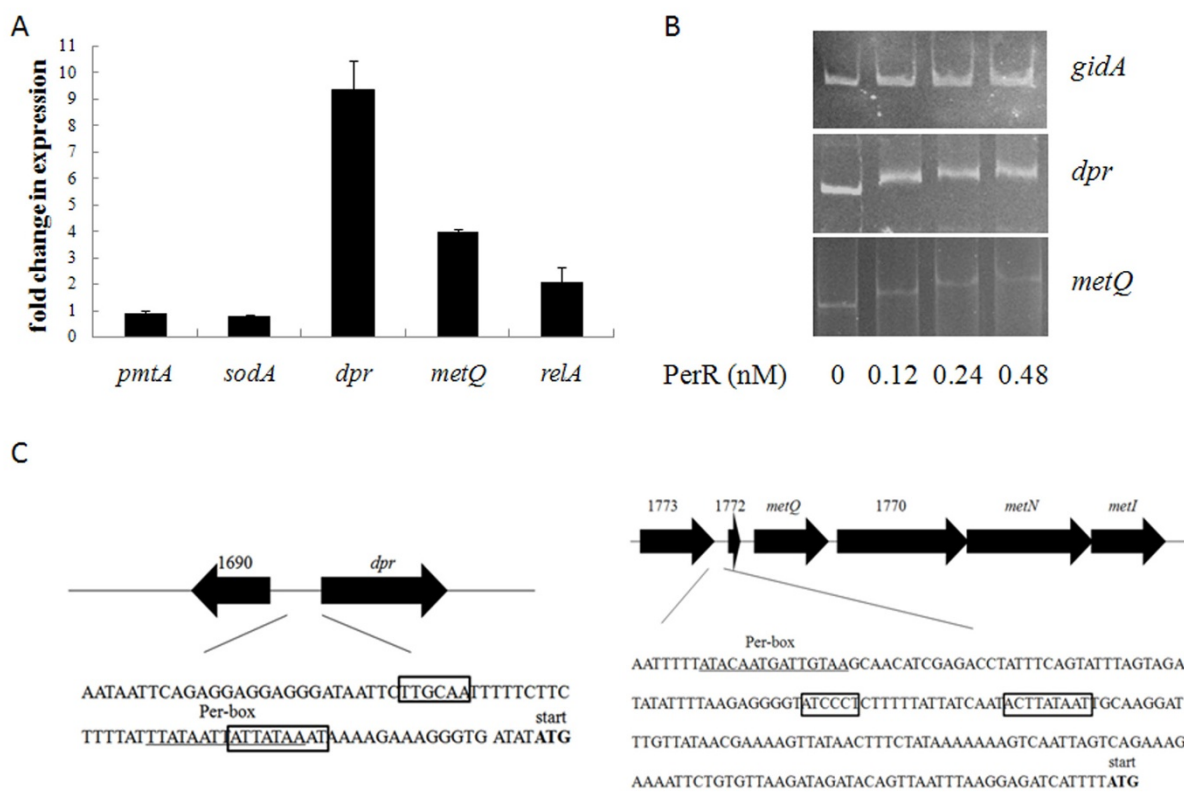 A
fold change in expression
11
10
9
8
7
6
5
4
3
2
1
0
pmtA sodA dpr metQ relA
B
gidA
dpr
metQ
PerR (nM) 0 0.12 0.24 0.48
C
1690 dpr
AATAATTCAGAGGAGGAGGGATAATTCTTGCAATTTTTCTTC
Per-box start
TTTTATTTATAATTATTATAAATAAAAGAAAGGGTG ATATATG
1773 1772 metQ 1770 metN metI
Per-box
AATTTTTATACAATGATTGTAAGCAACATCGAGACCTATTTCAGTATTTAGTAGA
TATATTTTAAGAGGGGTATCCCTCTTTTTATTATCAATACTTATAATTGCAAGGAT
TTGTTATAACGAAAAGTTATAACTTTCTATAAAAAAAGTCAATTAGTCAGAAAG
start
AAAATTCTGTGTTAAGATAGATACAGTTAATTTAAGGAGATCATTTTATG